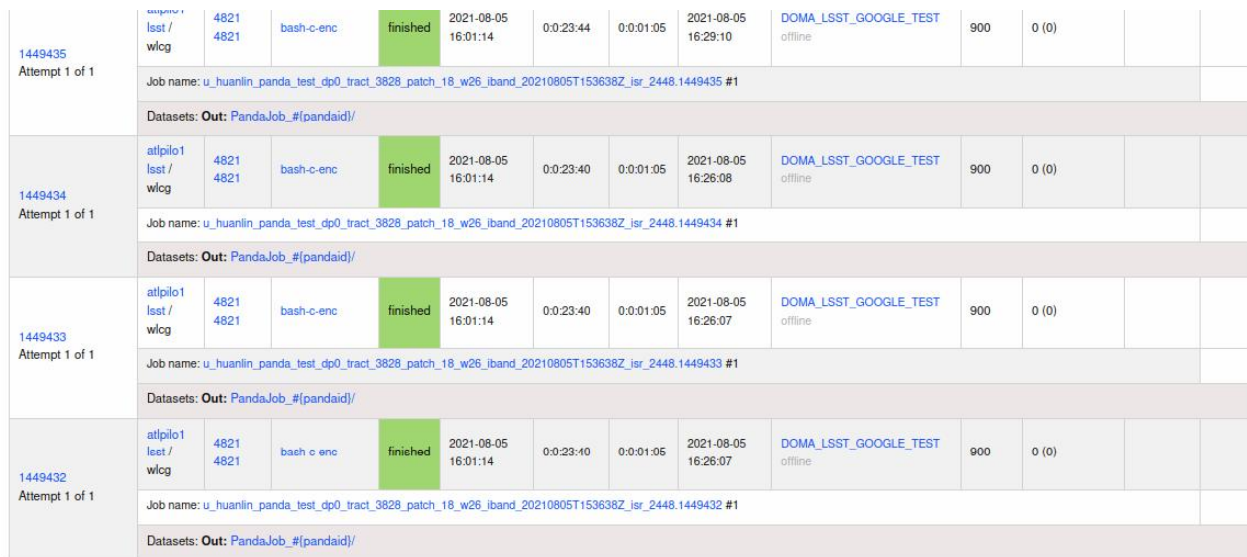 atlpilo1 4821 2021-08-05 2021-08-05 DOMA_LSST_GOOGLE_TEST
lsst / bash-c-enc finished 0:0:23:44 0:0:01:05 900 0 (0)
4821 16:01:14 16:29:10 offline
wlcg
1449435
Attempt 1 of 1
Job name: u_huanlin_panda_test_dp0_tract_3828_patch_18_w26_iband_20210805T153638Z_isr_2448.1449435 #1
Datasets: Out: PandaJob_#{pandaid}/
atlpilo1
4821 2021-08-05 2021-08-05 DOMA_LSST_GOOGLE_TEST
lsst / bash-c-enc finished 0:0:23:40 0:0:01:05 900 0 (0)
4821 16:01:14 16:26:08 offline
wlcg
1449434
Attempt 1 of 1
Job name: u_huanlin_panda_test_dp0_tract_3828_patch_18_w26_iband_20210805T153638Z_isr_2448.1449434 #1
Datasets: Out: PandaJob_#{pandaid}/
atlpilo1
4821 2021-08-05 2021-08-05 DOMA_LSST_GOOGLE_TEST
lsst / bash-c-enc finished 0:0:23:40 0:0:01:05 900 0 (0)
4821 16:01:14 16:26:07 offline
wlcg
1449433
Attempt 1 of 1
Job name: u_huanlin_panda_test_dp0_tract_3828_patch_18_w26_iband_20210805T153638Z_isr_2448.1449433 #1
Datasets: Out: PandaJob_#{pandaid}/
atlpilo1
4821 2021-08-05 2021-08-05 DOMA_LSST_GOOGLE_TEST
lsst / bash-c-enc finished 0:0:23:40 0:0:01:05 900 0 (0)
4821 16:01:14 16:26:07 offline
wlcg
1449432
Attempt 1 of 1
Job name: u_huanlin_panda_test_dp0_tract_3828_patch_18_w26_iband_20210805T153638Z_isr_2448.1449432 #1
Datasets: Out: PandaJob_#{pandaid}/